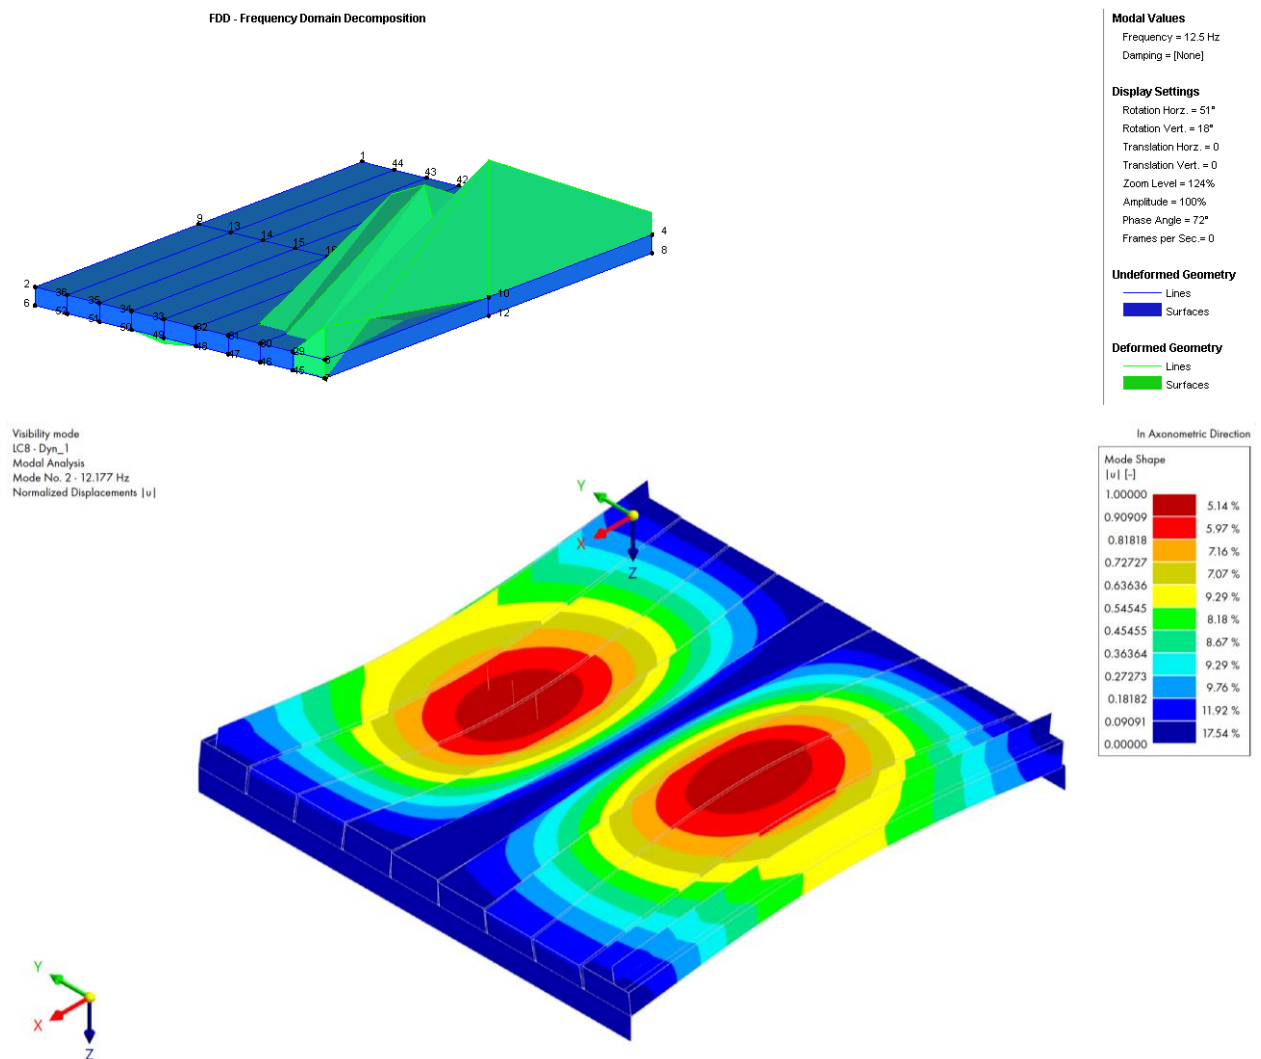 FDD - Frequency Domain Decomposition
Modal Values
Frequency = 12.5 Hz
Damping = [None]
Display Settings
Rotation Horz. = 51°
Rotation Vert. = 18°
Translation Horz. = 0
Translation Vert. = 0
Zoom Level = 124%
Amplitude = 100%
Phase Angle = 72°
Frames per Sec.= 0
Undeformed Geometry
Lines
Surfaces
Deformed Geometry
Lines
Surfaces
1
44
43
42
9
13
14
15
4
8
2
36
35
34
33
32
31
30
29
10
12
6
52
51
50
49
48
47
46
45
7
Visibility mode
LC8 - Dyn_1
Modal Analysis
Mode No. 2 - 12.177 Hz
Normalized Displacements |u|
In Axonometric Direction
Mode Shape
|u| [-]
1.00000
5.14 %
0.90909
5.97 %
0.81818
7.16 %
0.72727
7.07 %
0.63636
9.29 %
0.54545
8.18 %
0.45455
8.67 %
0.36364
9.29 %
0.27273
9.76 %
0.18182
11.92 %
0.09091
17.54 %
0.00000
Y
X
Z
Y
X
Z